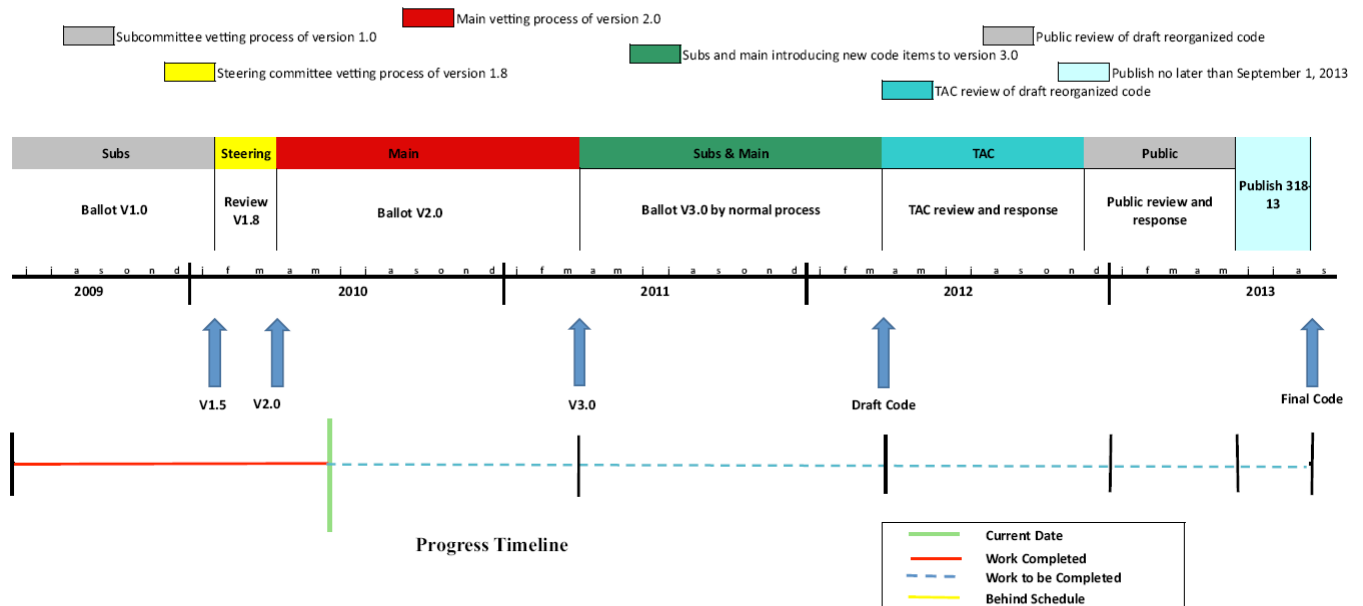 Main vetting process of version 2.0
Subcommittee vetting process of version 1.0
Public review of draft reorganized code
Subs and main introducing new code items to version 3.0
Steering committee vetting process of version 1.8
Publish no later than September 1, 2013
TAC review of draft reorganized code
Subs Steering Main Subs & Main TAC Public
Ballot V1.0
Review
V1.8
Ballot V2.0
Ballot V3.0 by normal process
TAC review and response
Public review and
response
Publish 318-
13
j j a s o n d j f m a m j j a s o n d j f m a m j j a s o n d j f m a m j j a s o n d j f m a m j j a s
2009 2010 2011 2012 2013
V1.5 V2.0 V3.0 Draft Code Final Code
Progress Timeline
Current Date
Work Completed
Work to be Completed
Behind Schedule